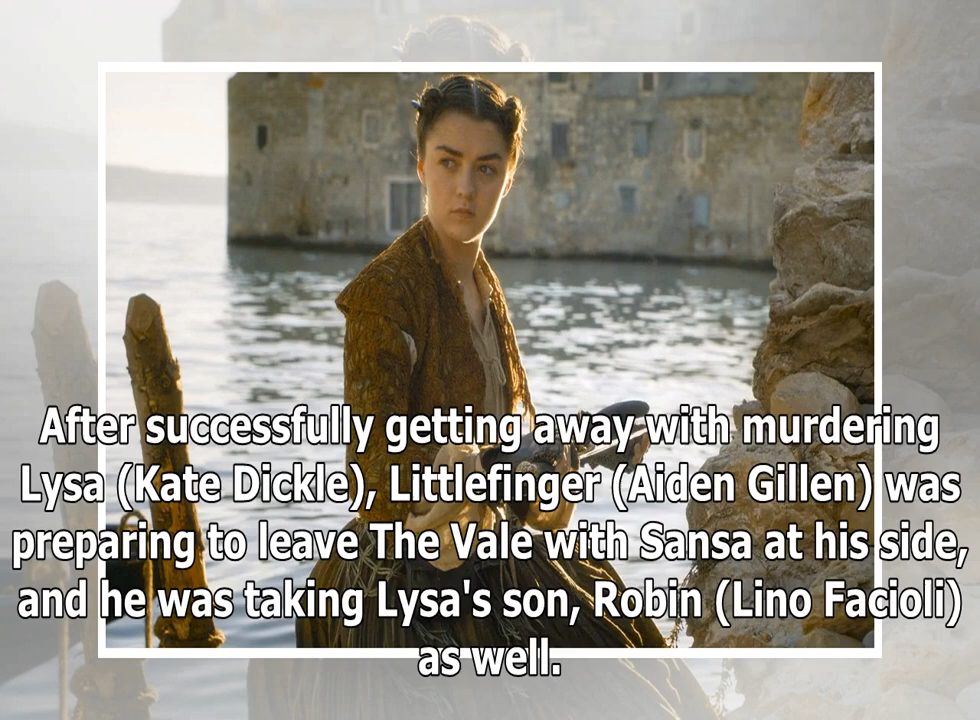 After successfully getting away with murdering
Lysa (Kate Dickle), Littlefinger (Aiden Gillen) was
preparing to leave The Vale with Sansa at his side,
and he was taking Lysa's son, Robin (Lino Facioli)
as well.